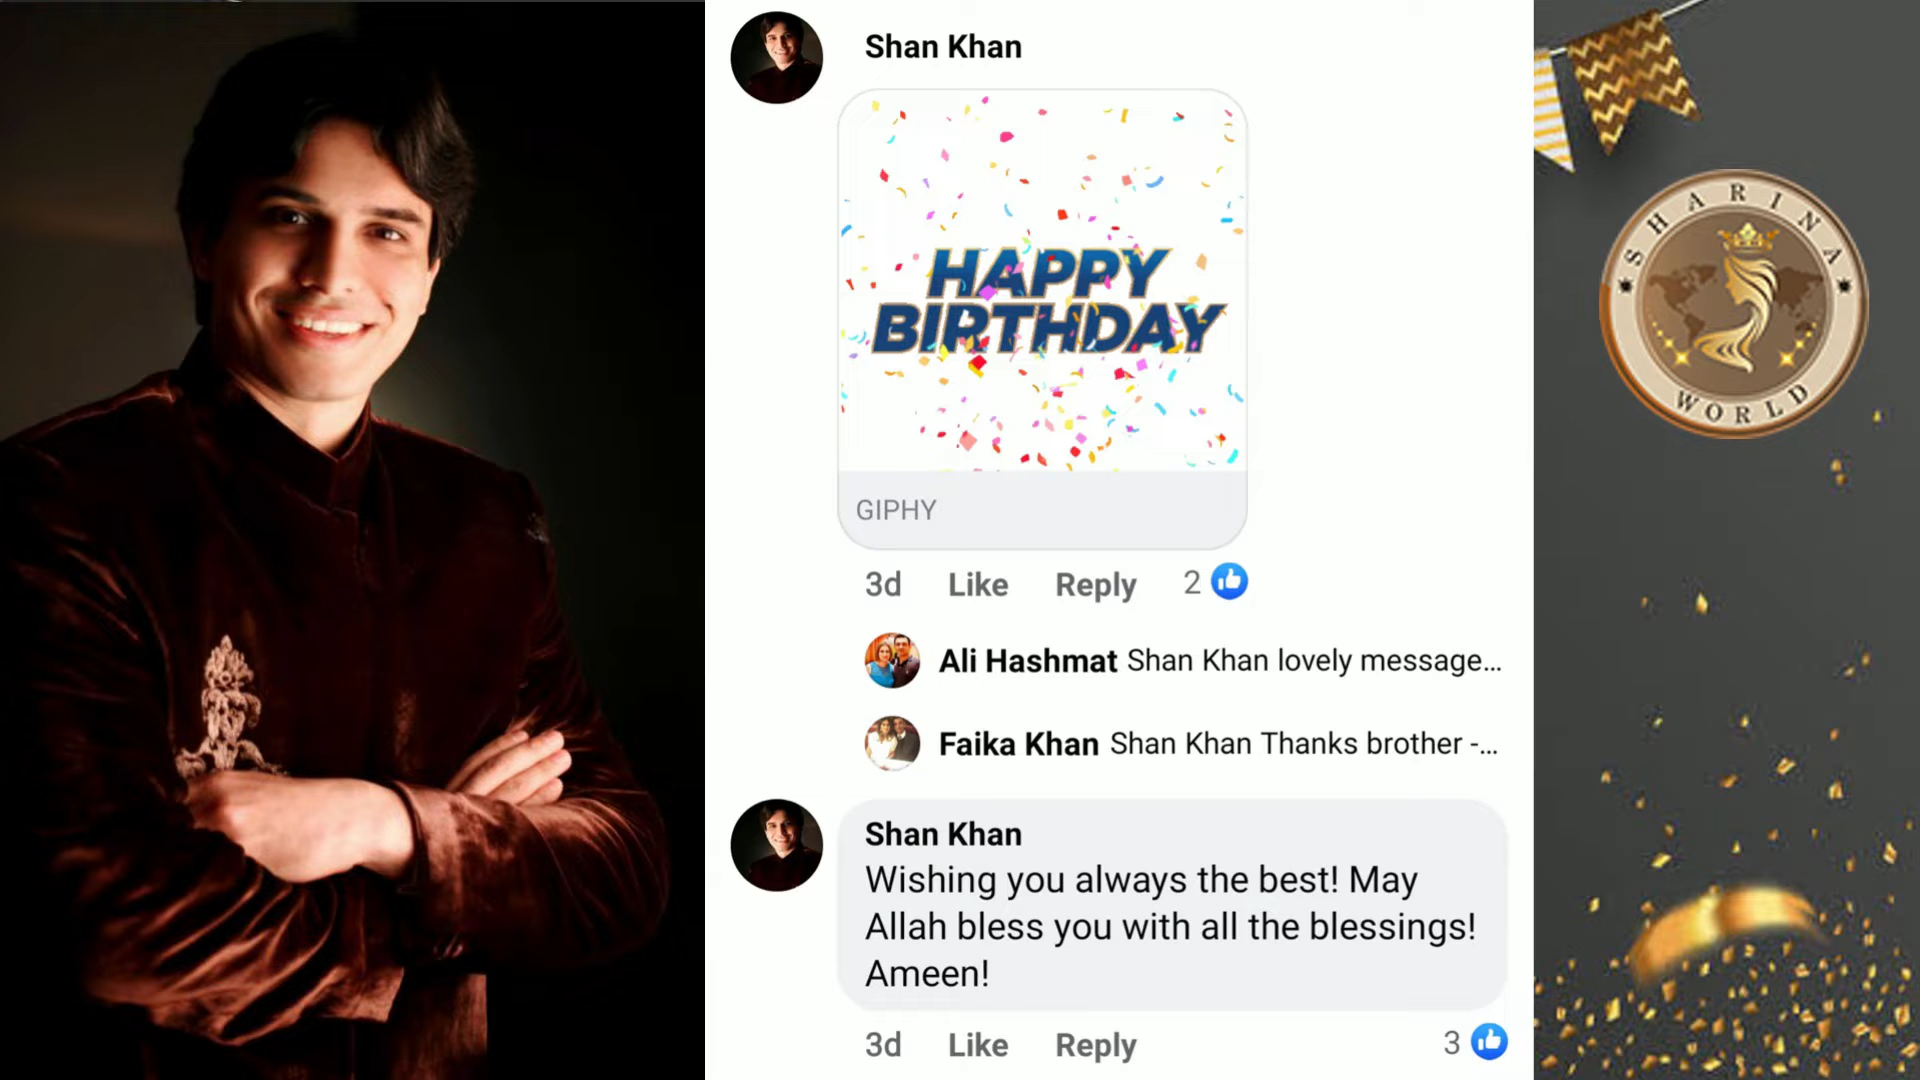 Shan Khan
HAPPY
BIRTHDAY
GIPHY
3d Like Reply 2
Ali Hashmat Shan Khan lovely message...
Faika Khan Shan Khan Thanks brother -...
Shan Khan
Wishing you always the best! May
Allah bless you with all the blessings!
Ameen!
3d Like Reply 3
SHARINA
WORLD